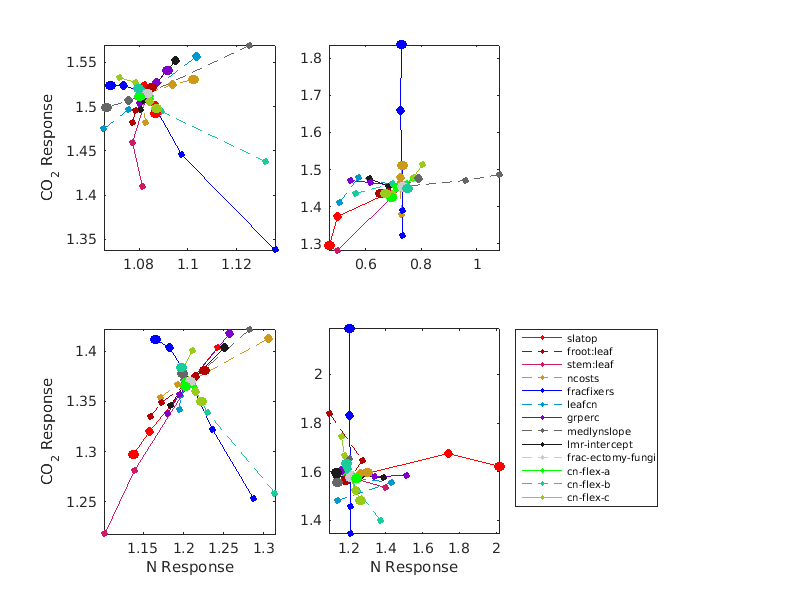 1.55
1.5
1.45
1.4
1.35
CO2 Response
1.08 1.1 1.12
1.8
1.7
1.6
1.5
1.4
1.3
0.6 0.8 1
1.4
1.35
1.3
1.25
CO2 Response
1.15 1.2 1.25 1.3
N Response
2
1.8
1.6
1.4
1.2 1.4 1.6 1.8 2
N Response
slatop
froot:leaf
stem:leaf
ncosts
fracfixers
leafcn
grperc
medlynslope
lmr-intercept
frac-ectomy-fungi
cn-flex-a
cn-flex-b
cn-flex-c